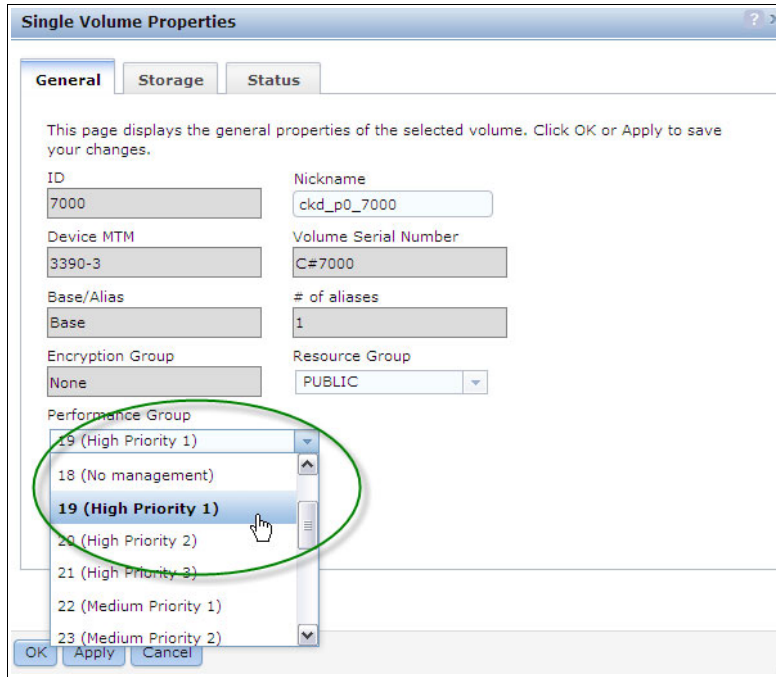 Single Volume Properties ? x
General Storage Status
This page displays the general properties of the selected volume. Click OK or Apply to save
your changes.
ID Nickname
7000 ckd_p0_7000
Device MTM Volume Serial Number
3390-3 C#7000
Base/Alias # of aliases
Base 1
Encryption Group Resource Group
None PUBLIC
Performance Group
19 (High Priority 1)
18 (No management)
19 (High Priority 1)
20 (High Priority 2)
21 (High Priority 3)
22 (Medium Priority 1)
23 (Medium Priority 2)
OK Apply Cancel